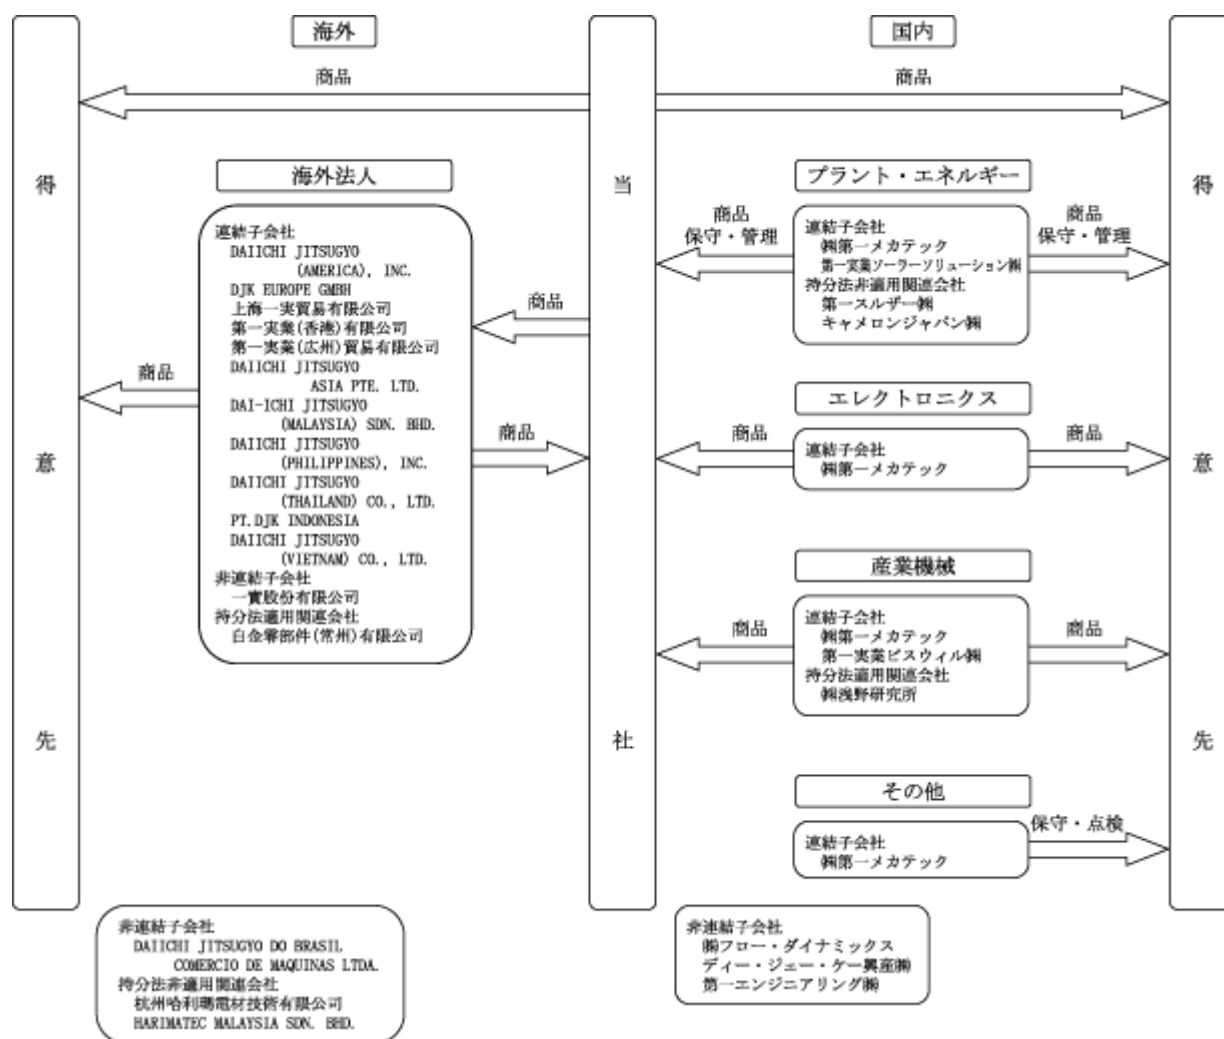 海外
国内
商品
商品
得意先
当社
得意先
海外法人
連結子会社
DAIICHI JITSUGYO
(AMERICA), INC.
DJK EUROPE GMBH
上海一実貿易有限公司
第一実業(香港)有限公司
第一実業(広州)貿易有限公司
DAIICHI JITSUGYO
ASIA PTE. LTD.
DAI-ICHI JITSUGYO
(MALAYSIA) SDN. BHD.
DAIICHI JITSUGYO
(PHILIPPINES), INC.
DAIICHI JITSUGYO
(THAILAND) CO., LTD.
PT.DJK INDONESIA
DAIICHI JITSUGYO
(VIETNAM) CO., LTD.
非連結子会社
一實股份有限公司
持分法適用関連会社
白金零部件(常州)有限公司
商品
商品
商品
プラント・エネルギー
商品
保守・管理
連結子会社
㈱第一メカテック
第一実業ソーラーソリューション㈱
持分法非適用関連会社
第一スルザー㈱
キャメロンジャパン㈱
商品
保守・管理
エレクトロニクス
商品
連結子会社
㈱第一メカテック
商品
産業機械
商品
連結子会社
㈱第一メカテック
第一実業ビスウィル㈱
持分法適用関連会社
㈱浅野研究所
商品
その他
連結子会社
㈱第一メカテック
保守・点検
非連結子会社
DAIICHI JITSUGYO DO BRASIL
COMERCIO DE MAQUINAS LTDA.
持分法非適用関連会社
杭州哈利瑪電材技術有限公司
HARIMATEC MALAYSIA SDN. BHD.
非連結子会社
㈱フロー・ダイナミックス
ディー・ジェー・ケー興産㈱
第一エンジニアリング㈱